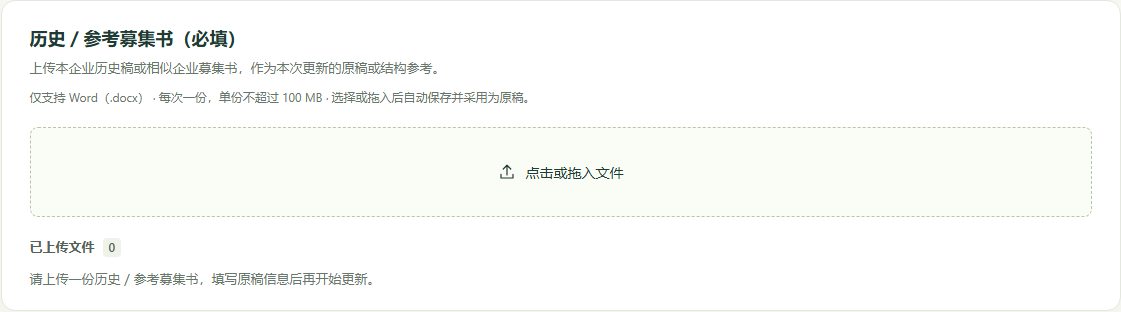 历史 / 参考募集书（必填）
上传本企业历史稿或相似企业募集书，作为本次更新的原稿或结构参考。
仅支持 Word（.docx） · 每次一份，单份不超过 100 MB · 选择或拖入后自动保存并采用为原稿。
点击或拖入文件
已上传文件 0
请上传一份历史 / 参考募集书，填写原稿信息后再开始更新。